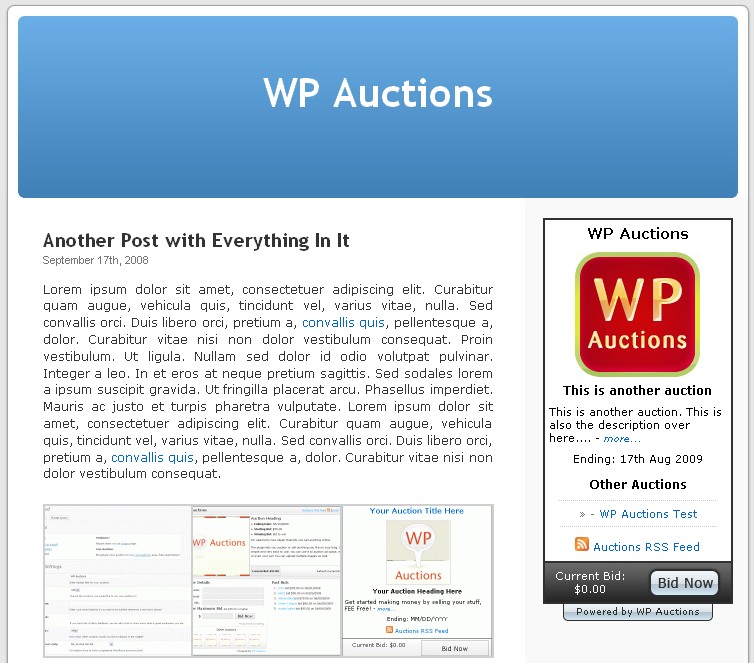 WP Auctions
Another Post with Everything In It
September 17th, 2008
Lorem ipsum dolor sit amet, consectetuer adipiscing elit. Curabitur
quam augue, vehicula quis, tincidunt vel, varius vitae, nulla. Sed
convallis orci. Duis libero orci, pretium a, convallis quis, pellentesque a,
dolor. Curabitur vitae nisi non dolor vestibulum consequat. Proin
vestibulum. Ut ligula. Nullam sed dolor id odio volutpat pulvinar.
Integer a leo. In et eros at neque pretium sagittis. Sed sodales lorem
a ipsum suscipit gravida. Ut fringilla placerat arcu. Phasellus imperdiet.
Mauris ac justo et turpis pharetra vulputate. Lorem ipsum dolor sit
amet, consectetuer adipiscing elit. Curabitur quam augue, vehicula
quis, tincidunt vel, varius vitae, nulla. Sed convallis orci. Duis libero orci,
pretium a, convallis quis, pellentesque a, dolor. Curabitur vitae nisi non
dolor vestibulum consequat.
WP Auctions
Auction Heading
Bid Now
Your Auction Title Here
WP
Auctions
Your Auction Heading Here
Get started making money by selling your stuff,
FEE Free! - more...
Ending: MM/DD/YYYY
Auctions RSS Feed
Current Bid: $0.00
Bid Now
WP Auctions
WP
Auctions
This is another auction
This is another auction. This is
also the description over
here.... - more...
Ending: 17th Aug 2009
Other Auctions
» - WP Auctions Test
Auctions RSS Feed
Current Bid:
$0.00
Bid Now
Powered by WP Auctions